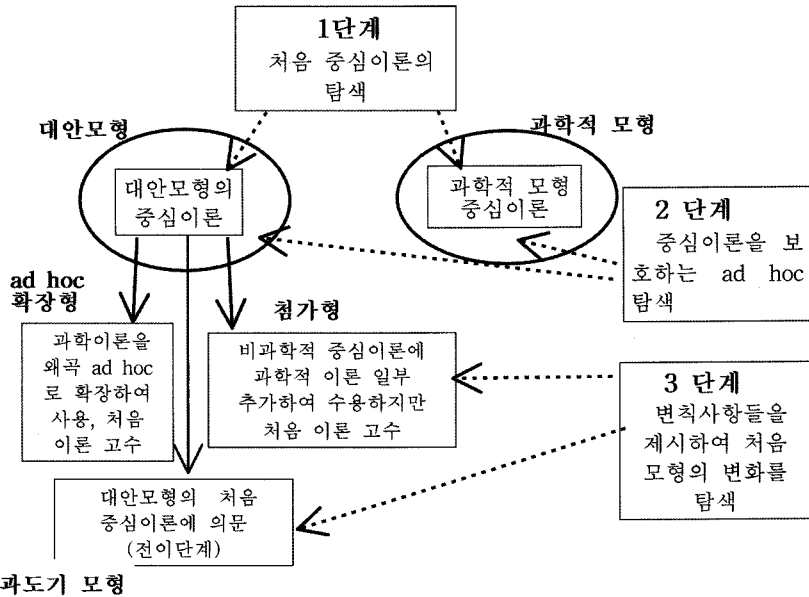 1단계
처음 중심이론의
탐색
대안모형
과학적 모형
대안모형의
중심이론
과학적 모형
중심이론
2 단계
중심이론을 보
호하는 ad hoc
탐색
ad hoc
확장형
첨가형
과학이론을
왜곡 ad hoc
로 확장하여
사용, 처음
이론 고수
비과학적 중심이론에
과학적 이론 일부
추가하여 수용하지만
처음 이론 고수
3 단계
변칙사항들을
제시하여 처음
모형의 변화를
탐색
대안모형의 처음
중심이론에 의문
(전이단계)
과도기 모형